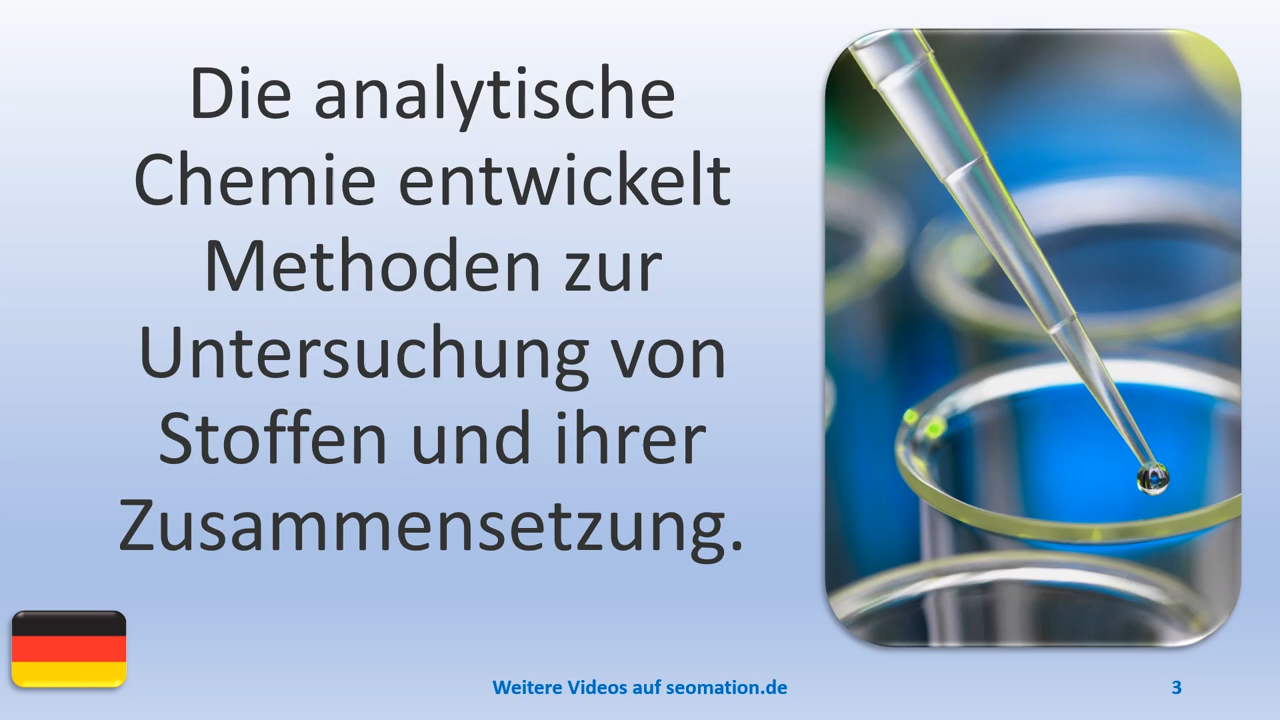 Die analytische
Chemie entwickelt
Methoden zur
Untersuchung von
Stoffen und ihrer
Zusammensetzung.
Weitere Videos auf seomation.de
3